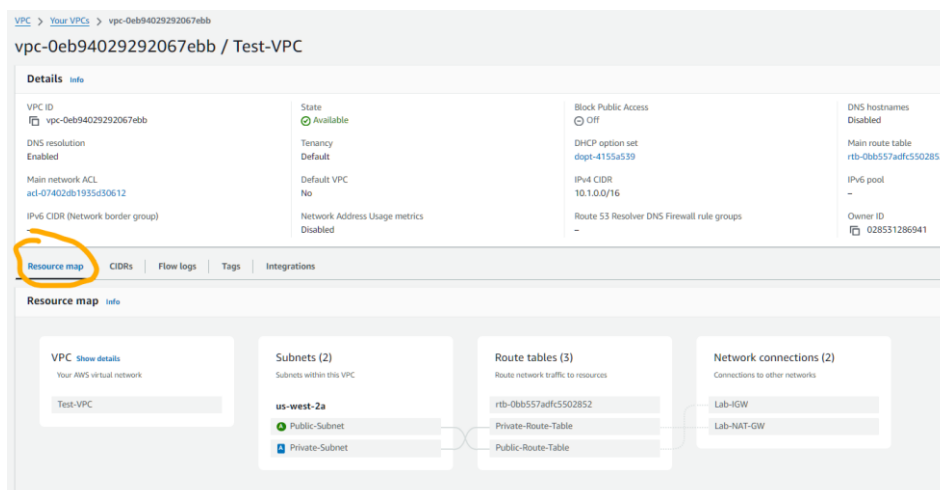 VPC > Your VPCs > vpc-0eb94029292067ebb
vpc-0eb94029292067ebb / Test-VPC
Details Info
VPC ID
vpc-0eb94029292067ebb
State
Available
Block Public Access
Off
DNS hostnames
Disabled
DNS resolution
Enabled
Tenancy
Default
DHCP option set
dopt-4155a539
Main route table
rtb-0bb557adfc550285
Main network ACL
acl-07402db1935d30612
Default VPC
No
IPv4 CIDR
10.1.0.0/16
IPv6 pool
–
IPv6 CIDR (Network border group)
–
Network Address Usage metrics
Disabled
Route 53 Resolver DNS Firewall rule groups
–
Owner ID
028531286941
Resource map CIDRs Flow logs Tags Integrations
Resource map Info
VPC Show details
Your AWS virtual network
Test-VPC
Subnets (2)
Subnets within this VPC
us-west-2a
A Public-Subnet
A Private-Subnet
Route tables (3)
Route network traffic to resources
rtb-0bb557adfc5502852
Private-Route-Table
Public-Route-Table
Network connections (2)
Connections to other networks
Lab-IGW
Lab-NAT-GW